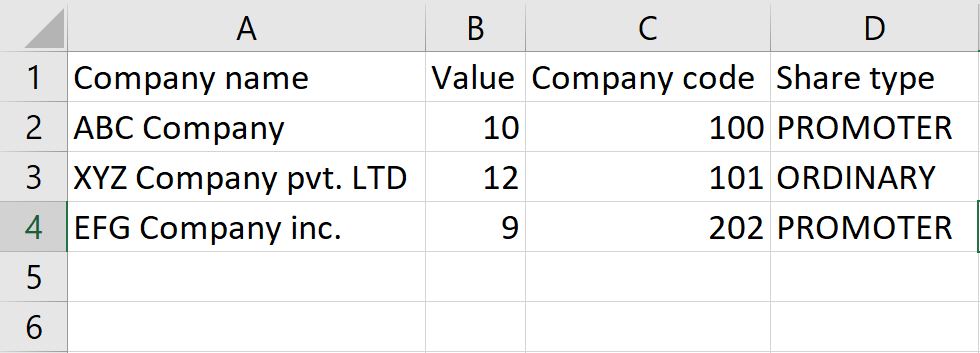 A B C D
1 Company name Value Company code Share type
2 ABC Company 10 100 PROMOTER
3 XYZ Company pvt. LTD 12 101 ORDINARY
4 EFG Company inc. 9 202 PROMOTER
5
6